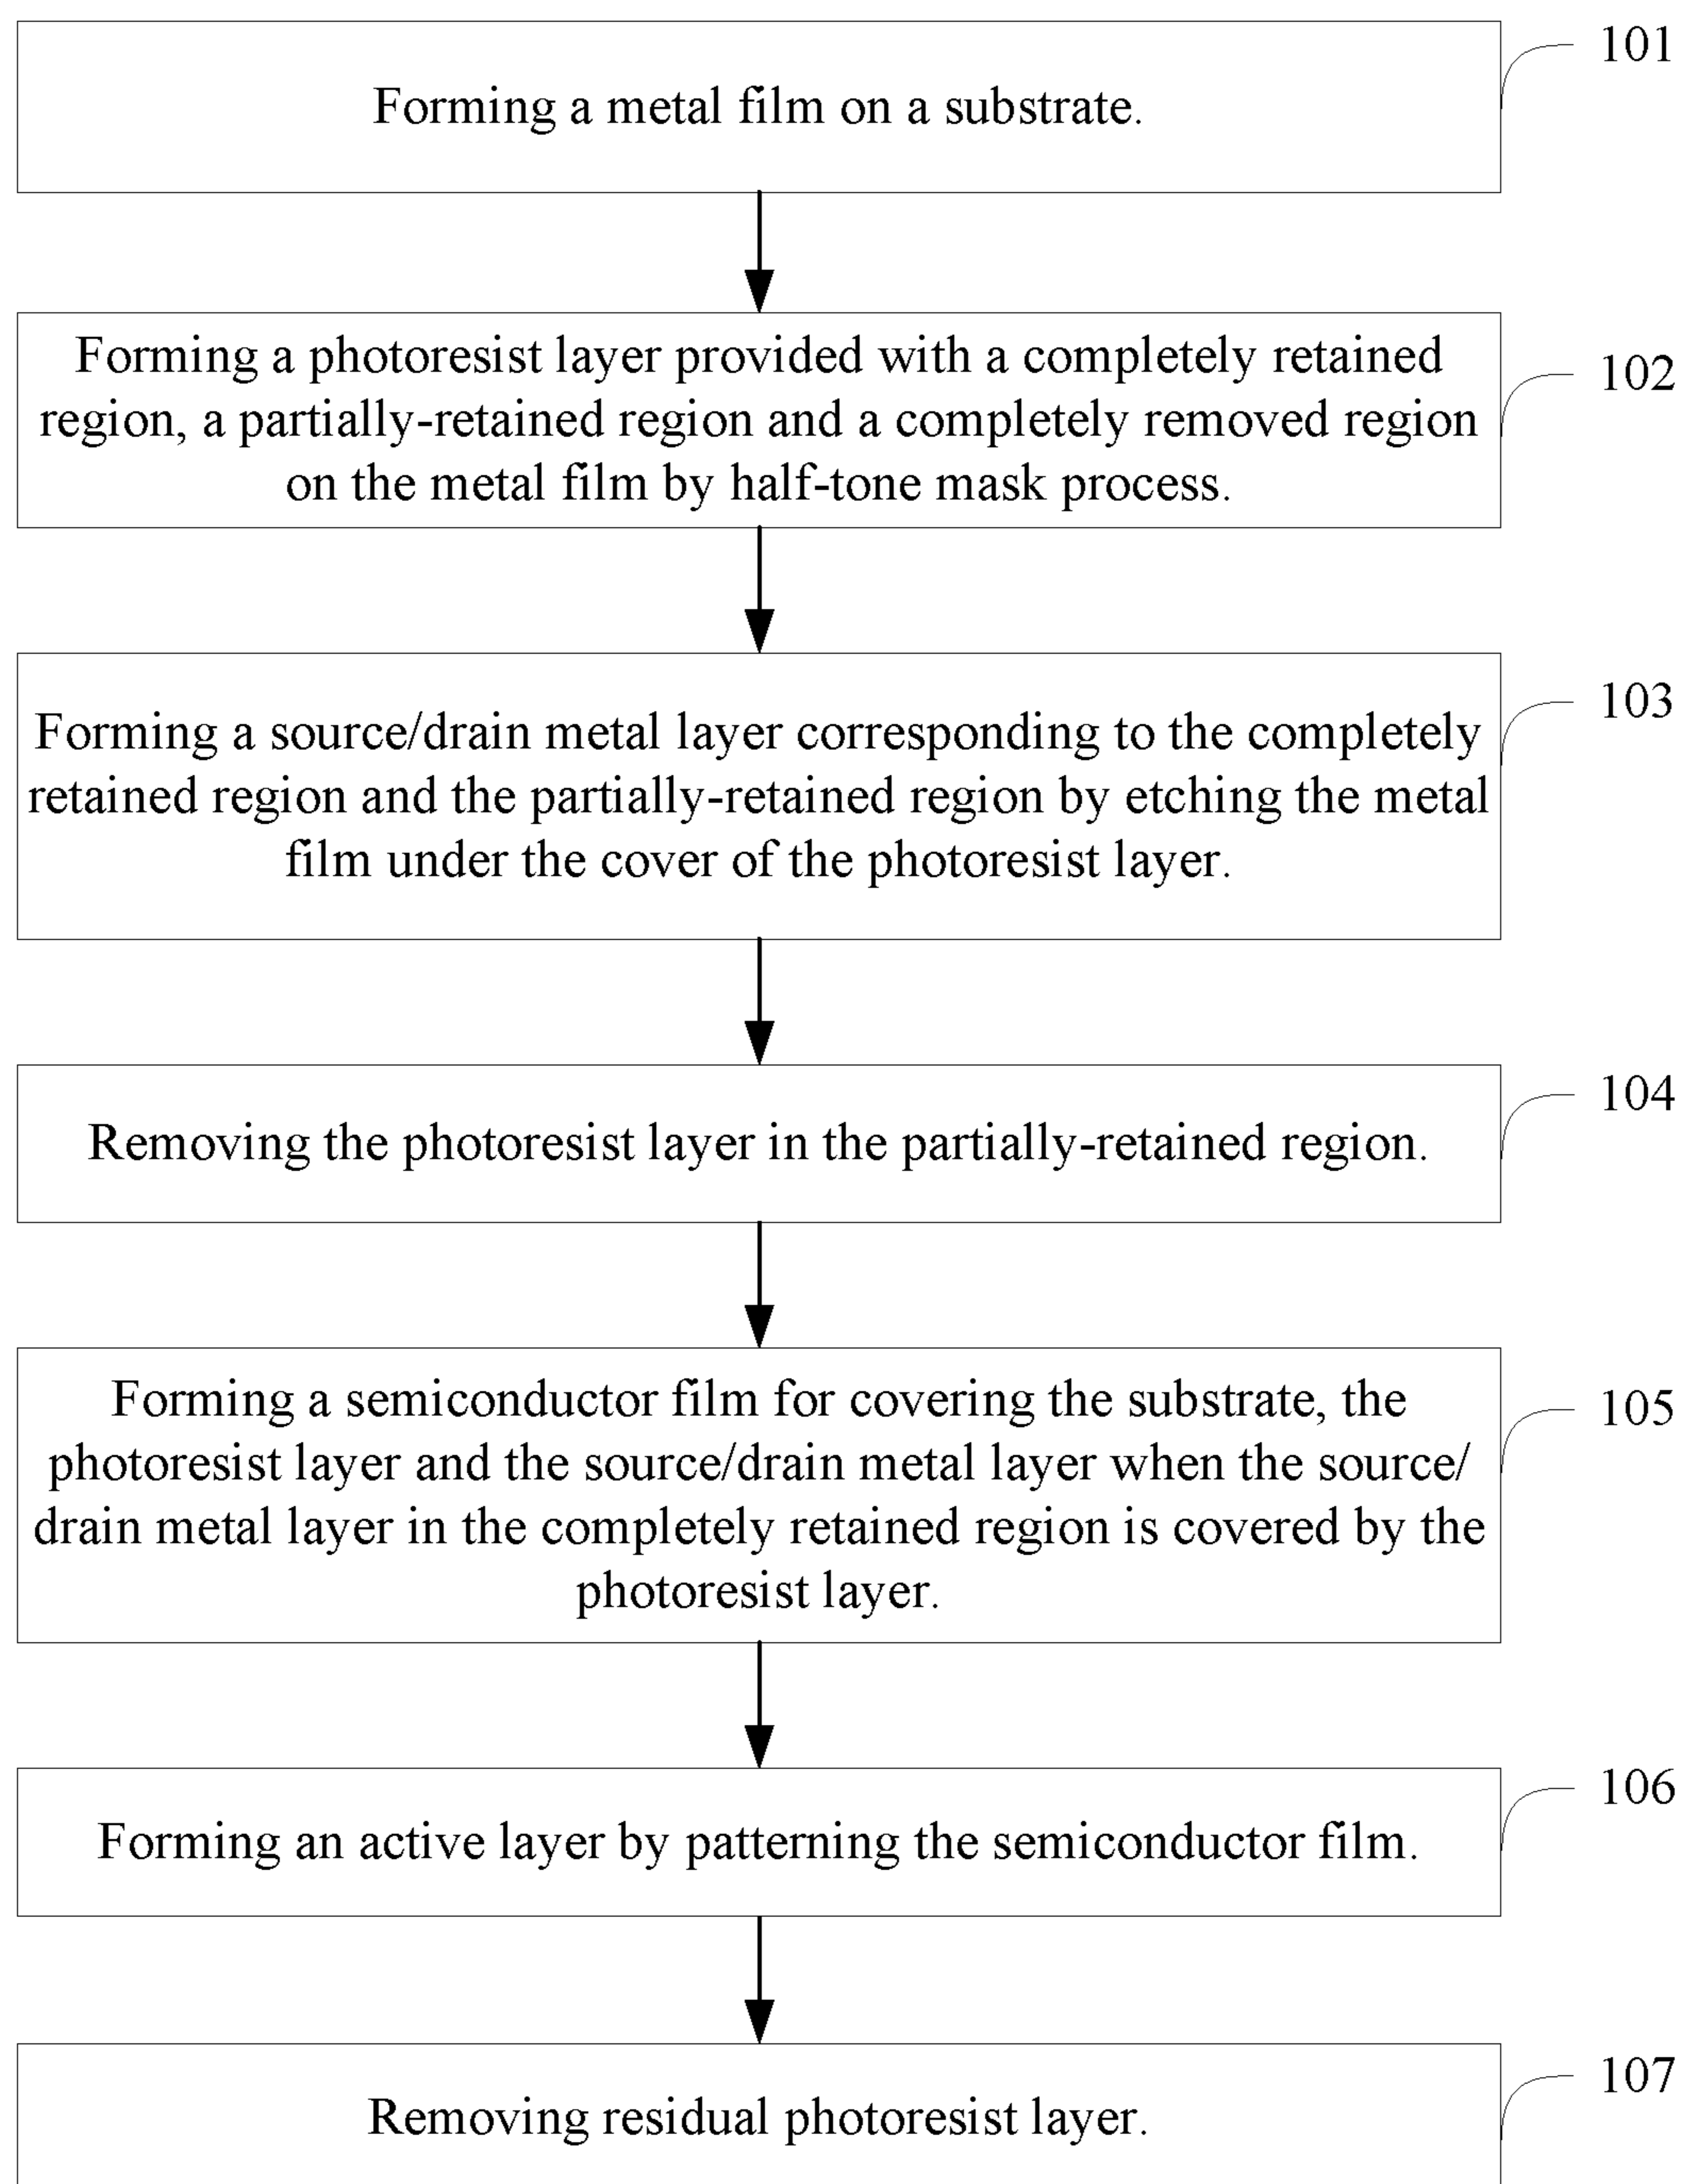 101
Forming a metal film on a substrate.
102
Forming a photoresist layer provided with a completely retained
region, a partially-retained region and a completely removed region
on the metal film by half-tone mask process.
103
Forming a source/drain metal layer corresponding to the completely
retained region and the partially-retained region by etching the metal
film under the cover of the photoresist layer.
104
Removing the photoresist layer in the partially-retained region.
105
Forming a semiconductor film for covering the substrate, the
photoresist layer and the source/drain metal layer when the source/
drain metal layer in the completely retained region is covered by the
photoresist layer.
106
Forming an active layer by patterning the semiconductor film.
107
Removing residual photoresist layer.